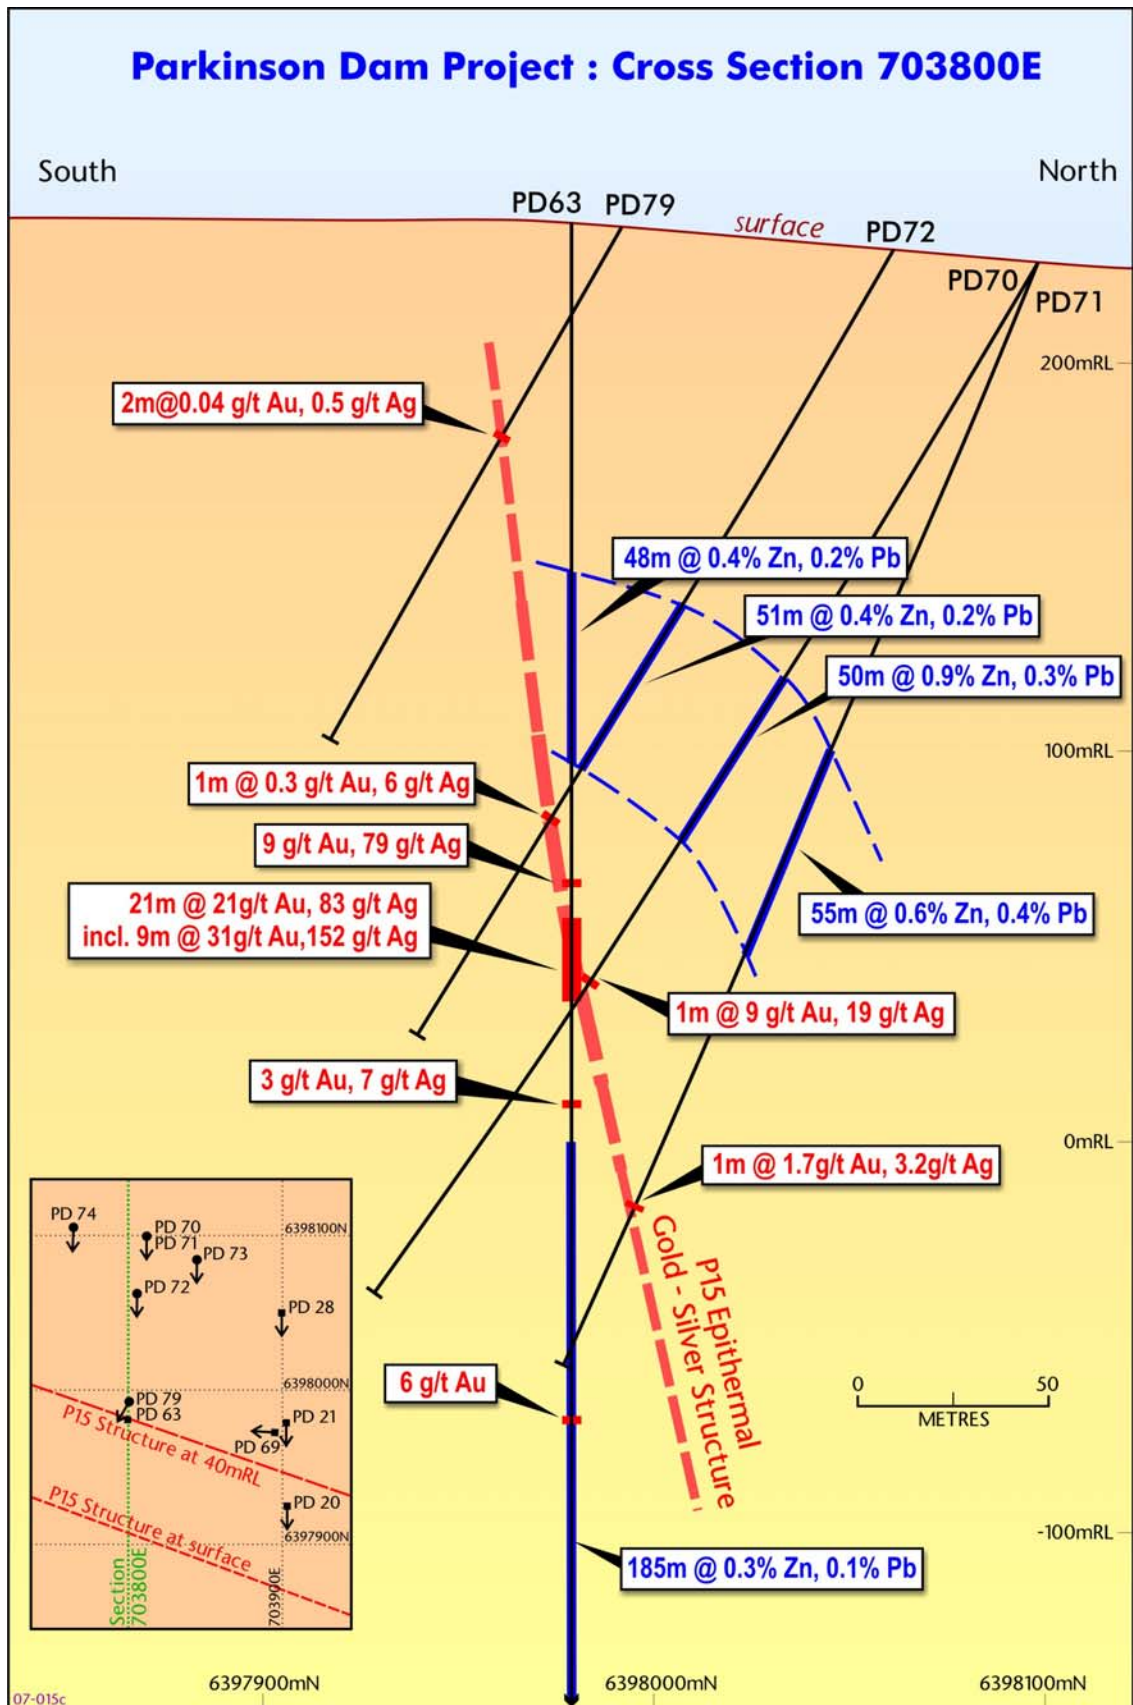 Parkinson Dam Project : Cross Section 703800E
South
North
PD63
PD79
surface
PD72
PD70
PD71
200mRL
2m@0.04 g/t Au, 0.5 g/t Ag
48m @ 0.4% Zn, 0.2% Pb
51m @ 0.4% Zn, 0.2% Pb
50m @ 0.9% Zn, 0.3% Pb
100mRL
1m @ 0.3 g/t Au, 6 g/t Ag
9 g/t Au, 79 g/t Ag
21m @ 21g/t Au, 83 g/t Ag
incl. 9m @ 31g/t Au,152 g/t Ag
55m @ 0.6% Zn, 0.4% Pb
1m @ 9 g/t Au, 19 g/t Ag
3 g/t Au, 7 g/t Ag
0mRL
1m @ 1.7g/t Au, 3.2g/t Ag
P15 Epithermal
Gold - Silver Structure
6 g/t Au
0
50
METRES
-100mRL
185m @ 0.3% Zn, 0.1% Pb
PD 74
PD 70
PD 71
6398100N
PD 73
PD 72
PD 28
6398000N
PD 79
PD 63
PD 21
PD 69
P15 Structure at 40mRL
PD 20
P15 Structure at surface
6397900N
Section
703800E
703900E
6397900mN
6398000mN
6398100mN
07-015c